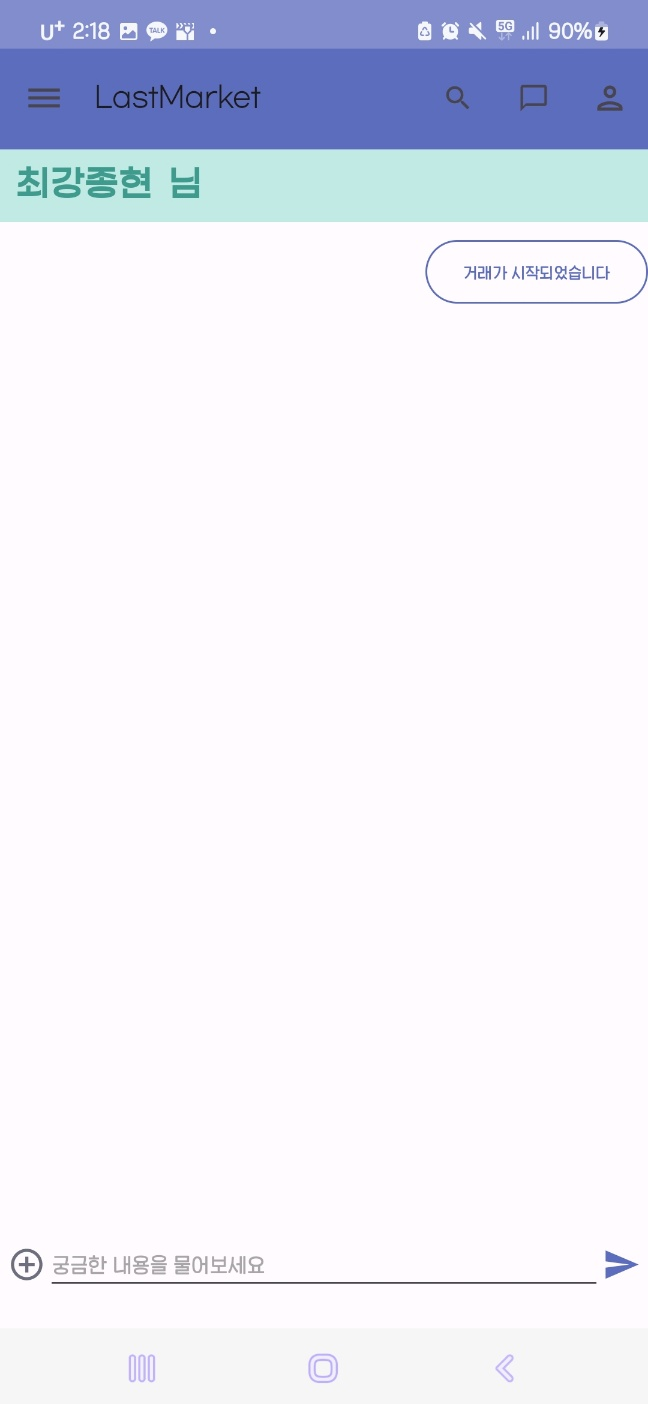 U+ 2:18 TALK 5G 90%
LastMarket
최강종현 님
거래가 시작되었습니다
궁금한 내용을 물어보세요